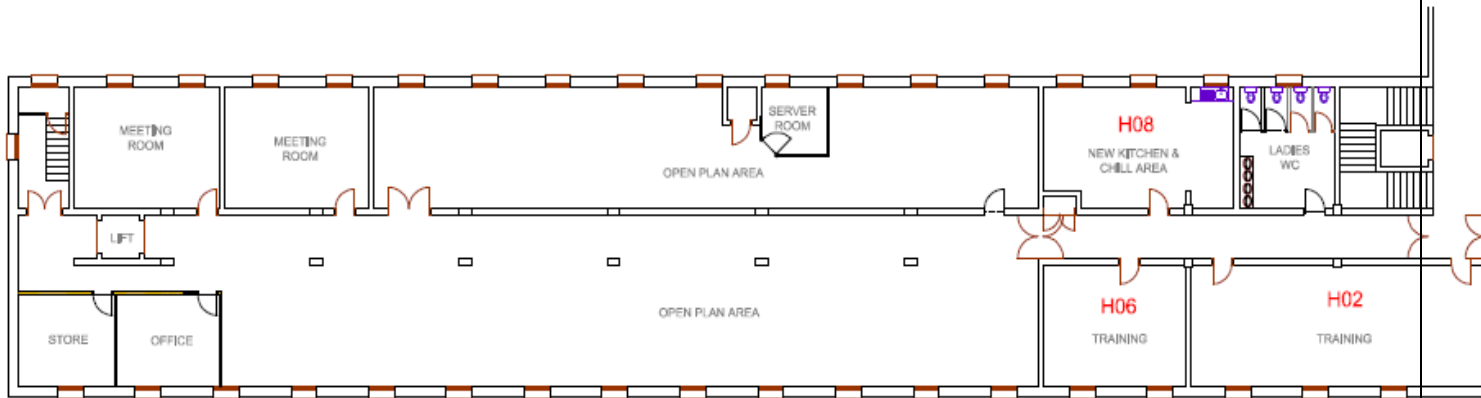 MEETING
ROOM
MEETING
ROOM
OPEN PLAN AREA
SERVER
ROOM
H08
NEW KITCHEN &
CHILL AREA
LADIES
WC
LIFT
STORE
OFFICE
OPEN PLAN AREA
H06
TRAINING
H02
TRAINING